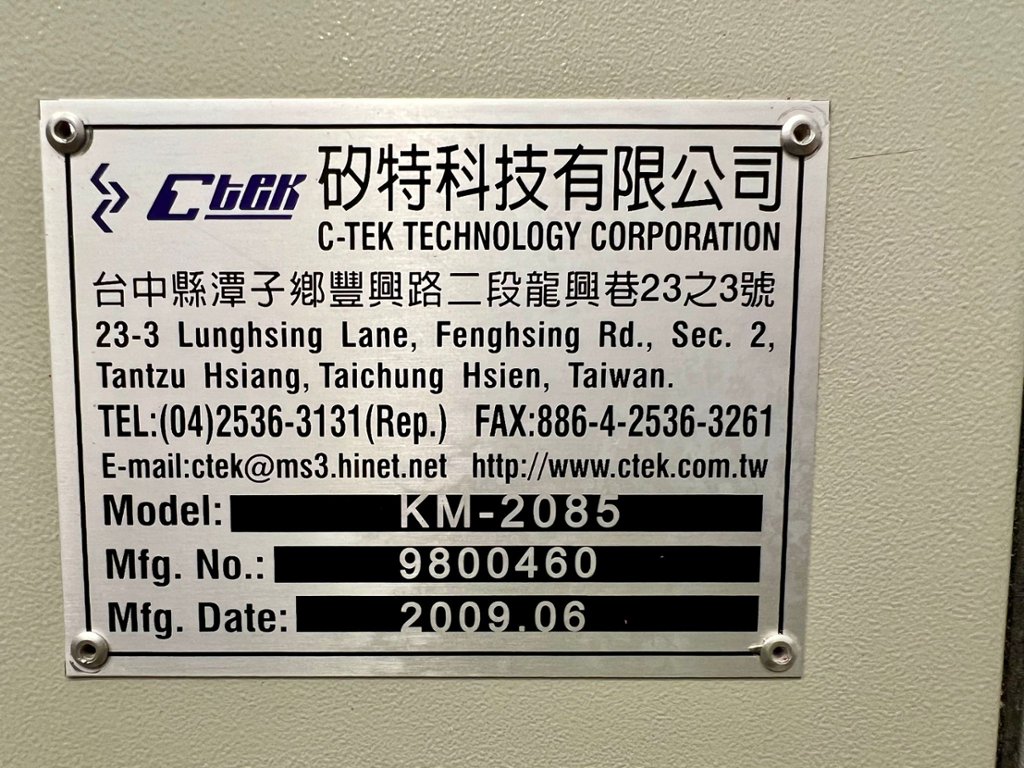 Ctek 矽特科技有限公司
C-TEK TECHNOLOGY CORPORATION
台中縣潭子鄉豐興路二段龍興巷23之3號
23-3 Lunghsing Lane, Fenghsing Rd., Sec. 2,
Tantzu Hsiang, Taichung Hsien, Taiwan.
TEL:(04)2536-3131(Rep.) FAX:886-4-2536-3261
E-mail:ctek@ms3.hinet.net http://www.ctek.com.tw
Model: KM-2085
Mfg. No.: 9800460
Mfg. Date: 2009.06